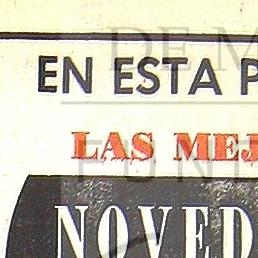 EN ESTA P
LAS MEJ
NOVED